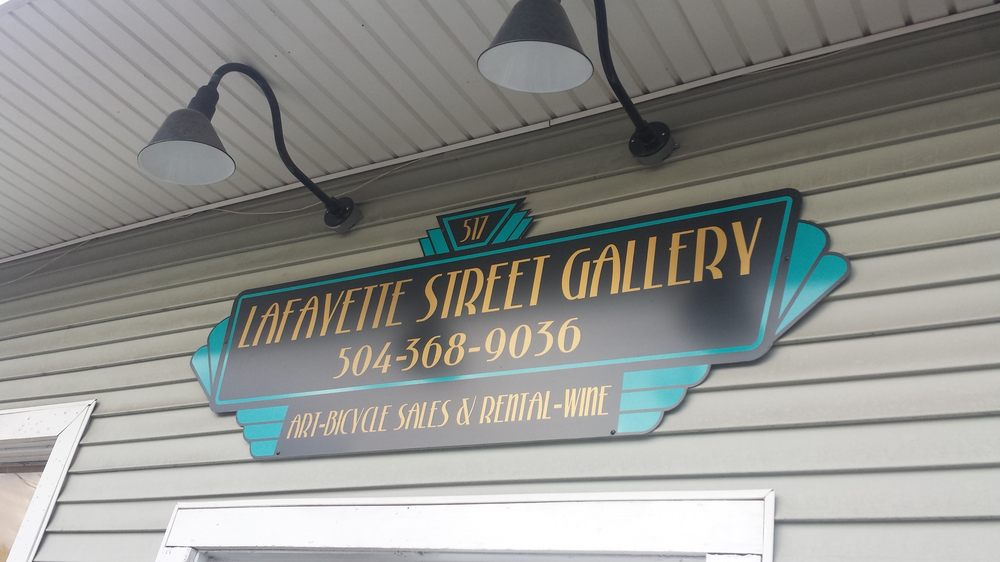 517
LAFAYETTE STREET GALLERY
504-368-9036
ART-BICYCLE SALES & RENTAL-WINE